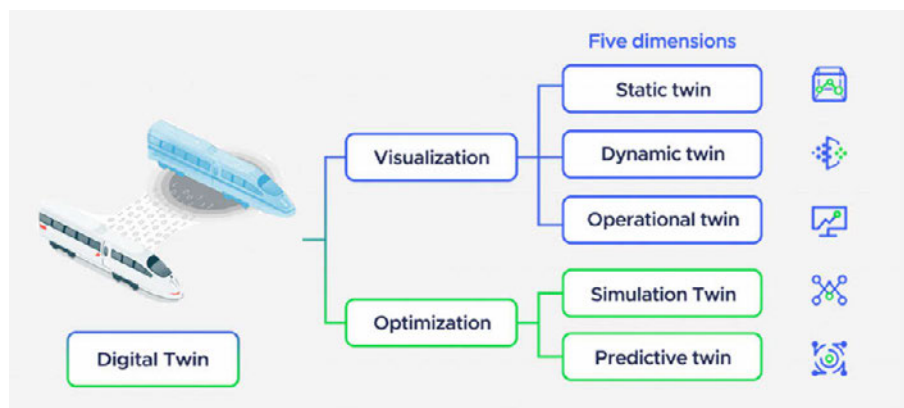 Five dimensions
Static twin
Visualization
Dynamic twin
Operational twin
Simulation Twin
Optimization
Predictive twin
Digital Twin